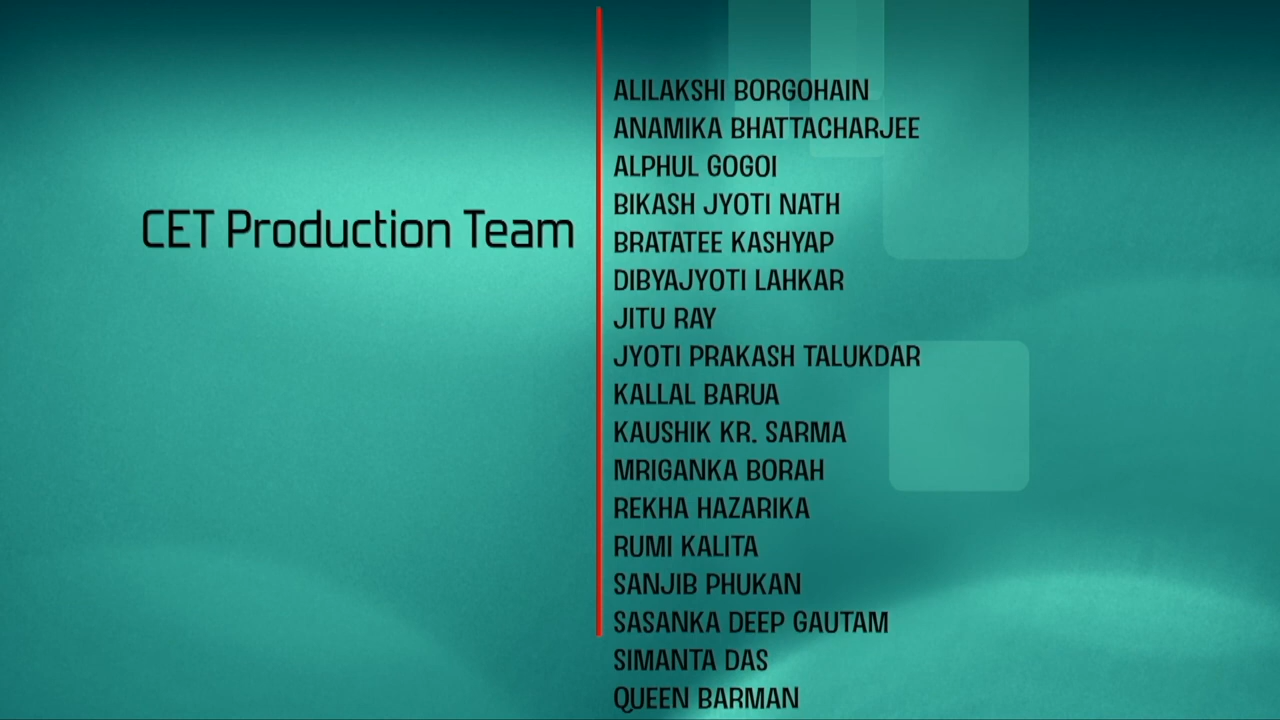 CET Production Team
ALILAKSHI BORGOHAIN
ANAMIKA BHATTACHARJEE
ALPHUL GOGOI
BIKASH JYOTI NATH
BRATATEE KASHYAP
DIBYAJYOTI LAHKAR
JITU RAY
JYOTI PRAKASH TALUKDAR
KALLAL BARUA
KAUSHIK KR. SARMA
MRIGANKA BORAH
REKHA HAZARIKA
RUMI KALITA
SANJIB PHUKAN
SASANKA DEEP GAUTAM
SIMANTA DAS
QUEEN BARMAN